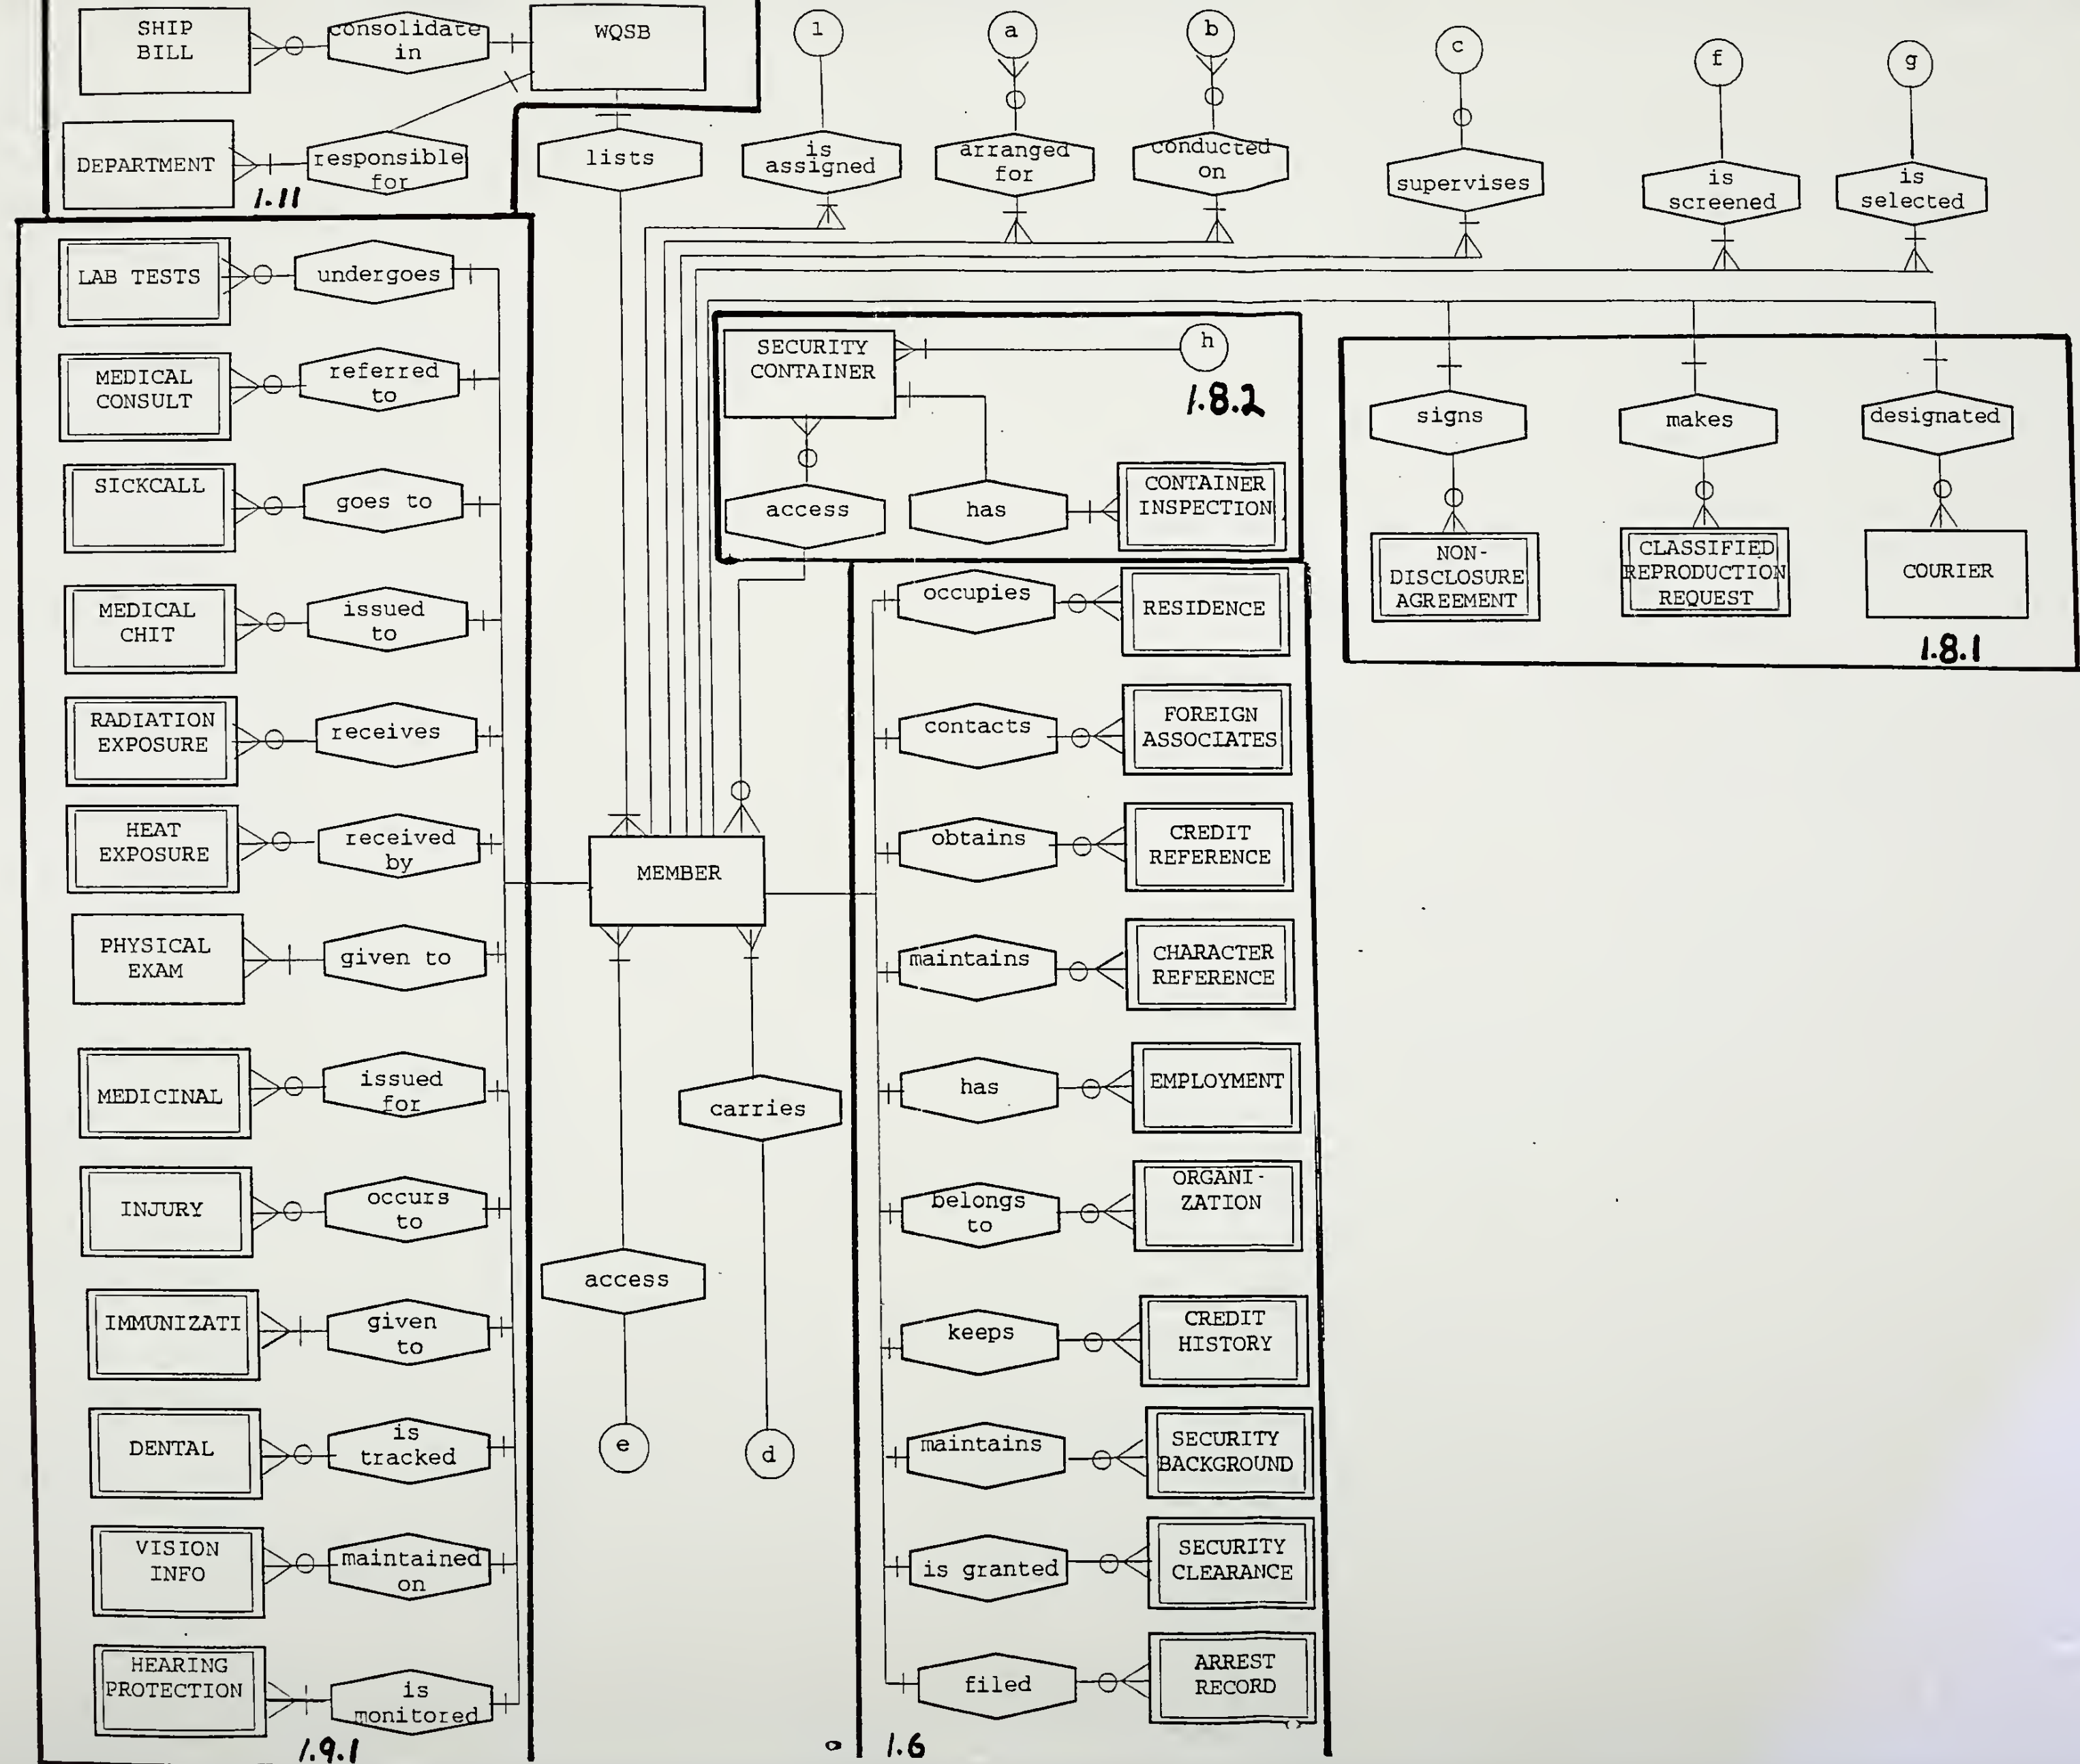 SHIP
BILL
consolidate
in
WQSB
DEPARTMENT
responsible
for
1.11
lists
1
is
assigned
a
arranged
for
b
conducted
on
c
supervises
f
is
screened
g
is
selected
LAB TESTS
undergoes
MEDICAL
CONSULT
referred
to
SICKCALL
goes to
MEDICAL
CHIT
issued
to
RADIATION
EXPOSURE
receives
HEAT
EXPOSURE
received
by
PHYSICAL
EXAM
given to
MEDICINAL
issued
for
INJURY
occurs
to
IMMUNIZATI
given
to
DENTAL
is
tracked
VISION
INFO
maintained
on
HEARING
PROTECTION
is
monitored
1.9.1
SECURITY
CONTAINER
h
1.8.2
access
has
CONTAINER
INSPECTION
signs
NON-
DISCLOSURE
AGREEMENT
makes
CLASSIFIED
REPRODUCTION
REQUEST
designated
COURIER
1.8.1
MEMBER
carries
access
e
d
occupies
RESIDENCE
contacts
FOREIGN
ASSOCIATES
obtains
CREDIT
REFERENCE
maintains
CHARACTER
REFERENCE
has
EMPLOYMENT
belongs
to
ORGANI-
ZATION
keeps
CREDIT
HISTORY
maintains
SECURITY
BACKGROUND
is granted
SECURITY
CLEARANCE
filed
ARREST
RECORD
1.6